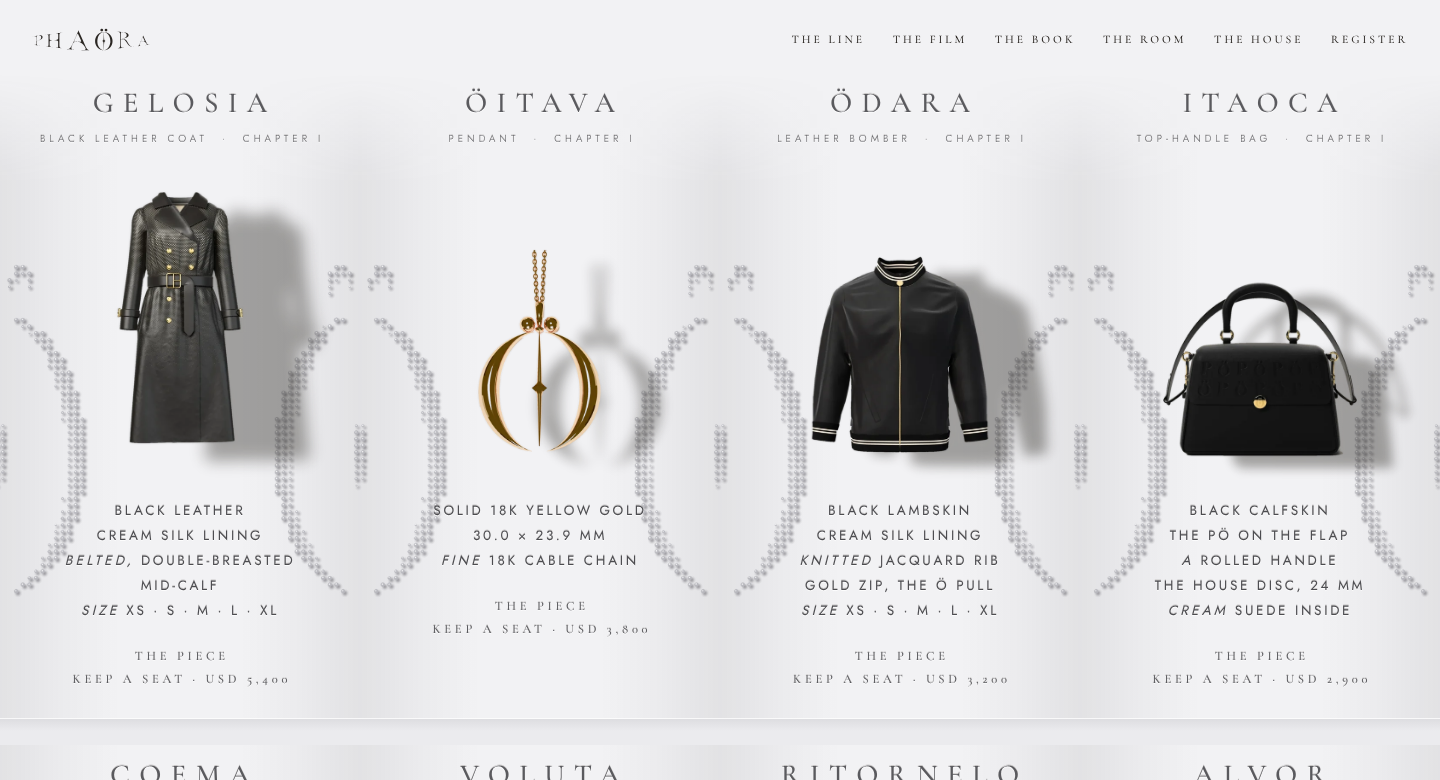 PHAÖRA
THE LINE THE FILM THE BOOK THE ROOM THE HOUSE REGISTER
GELOSIA
BLACK LEATHER COAT · CHAPTER I
BLACK LEATHER
CREAM SILK LINING
BELTED, DOUBLE-BREASTED
MID-CALF
SIZE XS · S · M · L · XL
THE PIECE
KEEP A SEAT · USD 5,400
ÖITAVA
PENDANT · CHAPTER I
SOLID 18K YELLOW GOLD
30.0 × 23.9 MM
FINE 18K CABLE CHAIN
THE PIECE
KEEP A SEAT · USD 3,800
ÖDARA
LEATHER BOMBER · CHAPTER I
BLACK LAMBSKIN
CREAM SILK LINING
KNITTED JACQUARD RIB
GOLD ZIP, THE Ö PULL
SIZE XS · S · M · L · XL
THE PIECE
KEEP A SEAT · USD 3,200
ITAOCA
TOP-HANDLE BAG · CHAPTER I
BLACK CALFSKIN
THE PÖ ON THE FLAP
A ROLLED HANDLE
THE HOUSE DISC, 24 MM
CREAM SUEDE INSIDE
THE PIECE
KEEP A SEAT · USD 2,900
COEMA
VOLUTA
RITORNELO
ALVOR